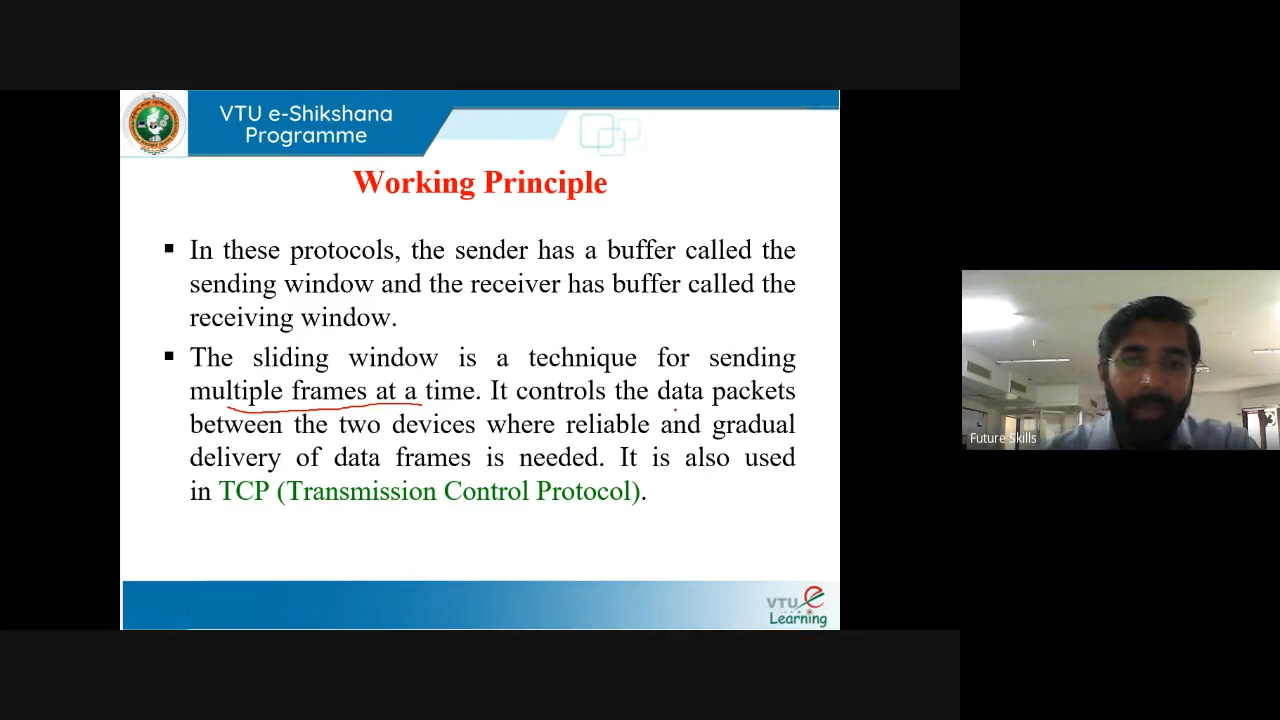 VTU e-Shikshana
Programme
Working Principle
▪ In these protocols, the sender has a buffer called the
sending window and the receiver has buffer called the
receiving window.
▪ The sliding window is a technique for sending
multiple frames at a time. It controls the data packets
between the two devices where reliable and gradual
delivery of data frames is needed. It is also used
in TCP (Transmission Control Protocol).
VTU e
Learning
Future Skills